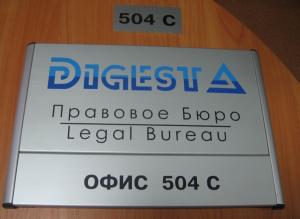 504 C
DIGESTA
Правовое Бюро
Legal Bureau
ОФИС 504 С